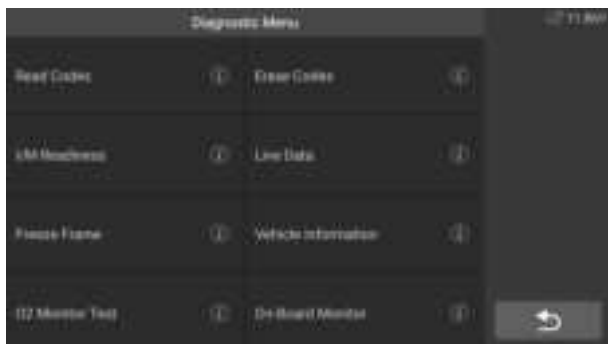 Diagnostic Menu
Read Codes
Erase Codes
I/M Readiness
Live Data
Freeze Frame
Vehicle Information
O2 Monitor Test
On-Board Monitor